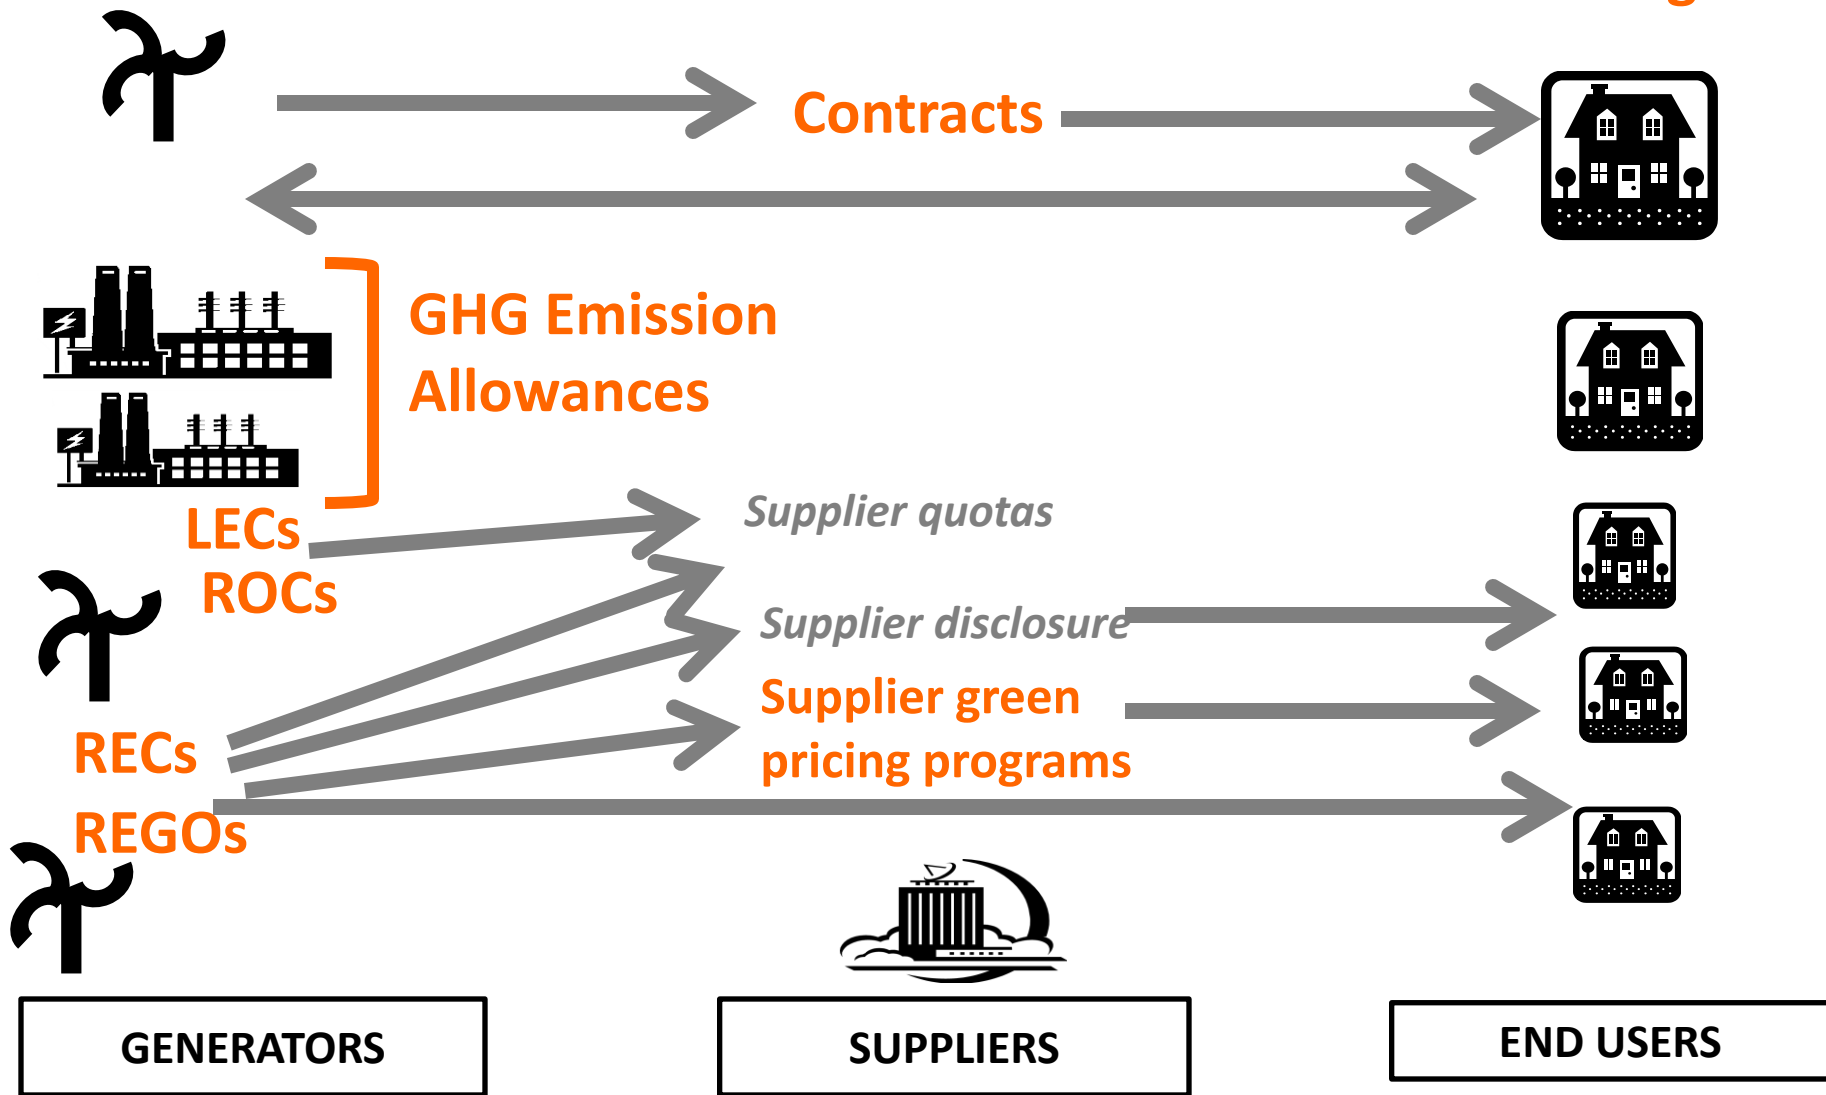 Contracts
GHG Emission
Allowances
LECs
ROCs
Supplier quotas
Supplier disclosure
Supplier green
pricing programs
RECs
REGOs
GENERATORS
SUPPLIERS
END USERS